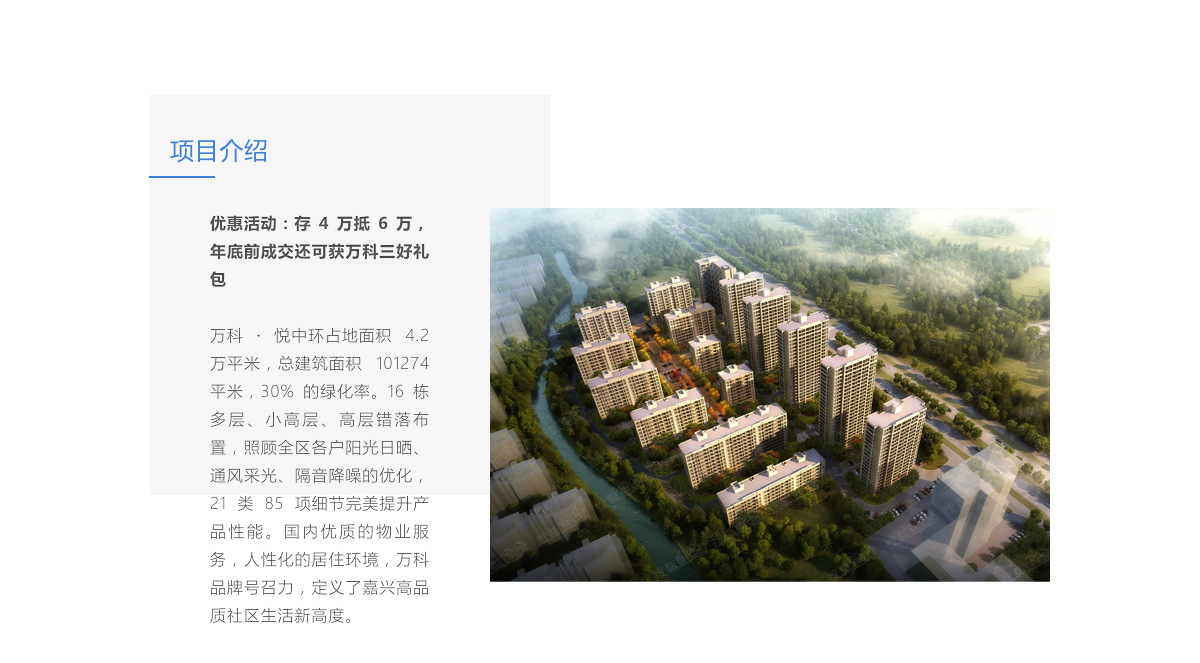 项目介绍
优惠活动：存 4 万抵 6 万，
年底前成交还可获万科三好礼
包
万科 · 悦中环占地面积 4.2
万平米，总建筑面积 101274
平米，30% 的绿化率。16 栋
多层、小高层、高层错落布
置，照顾全区各户阳光日晒、
通风采光、隔音降噪的优化，
21 类 85 项细节完美提升产
品性能。国内优质的物业服
务，人性化的居住环境，万科
品牌号召力，定义了嘉兴高品
质社区生活新高度。